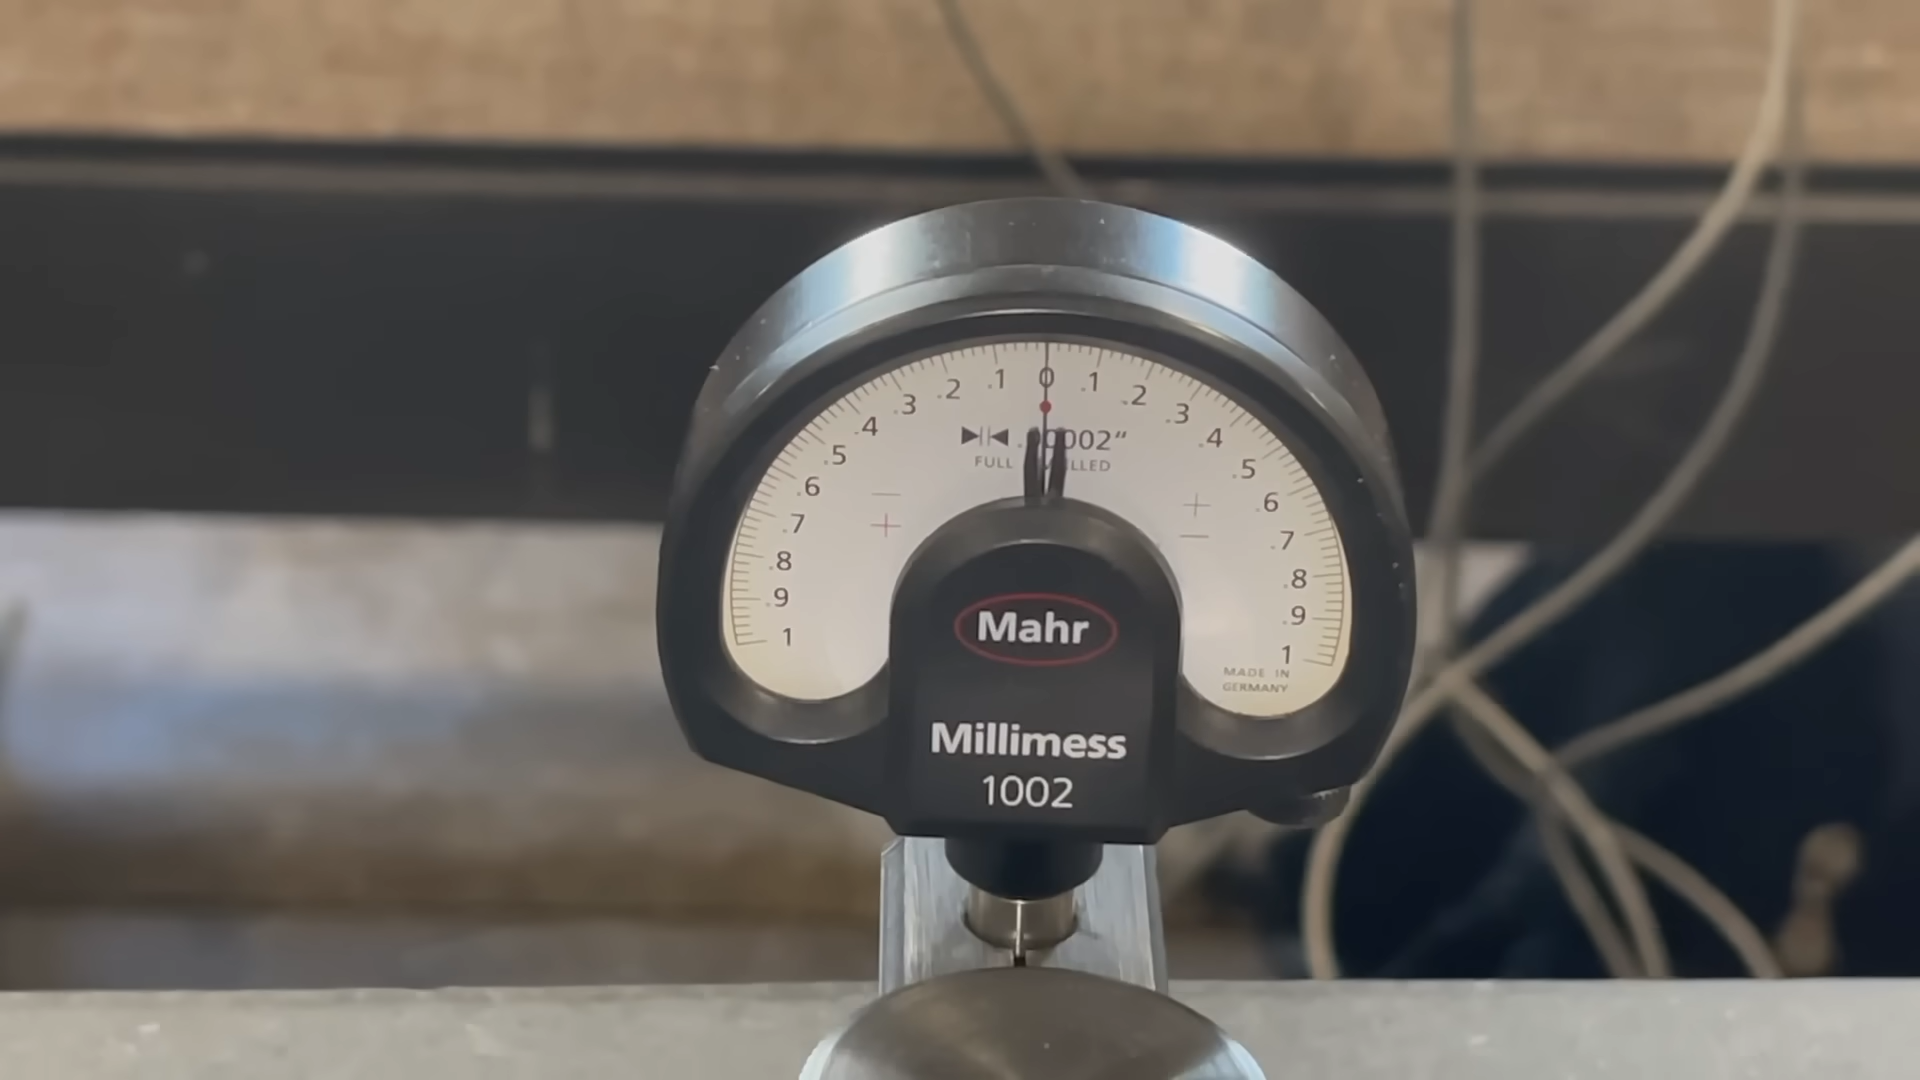 .1 0 .1
.2 .2
.3 .3
.4 .4
.5 .5
.6 .6
.7 .7
.8 .8
.9 .9
1 1
0002"
FULL
MADE IN
GERMANY
Mahr
Millimess
1002